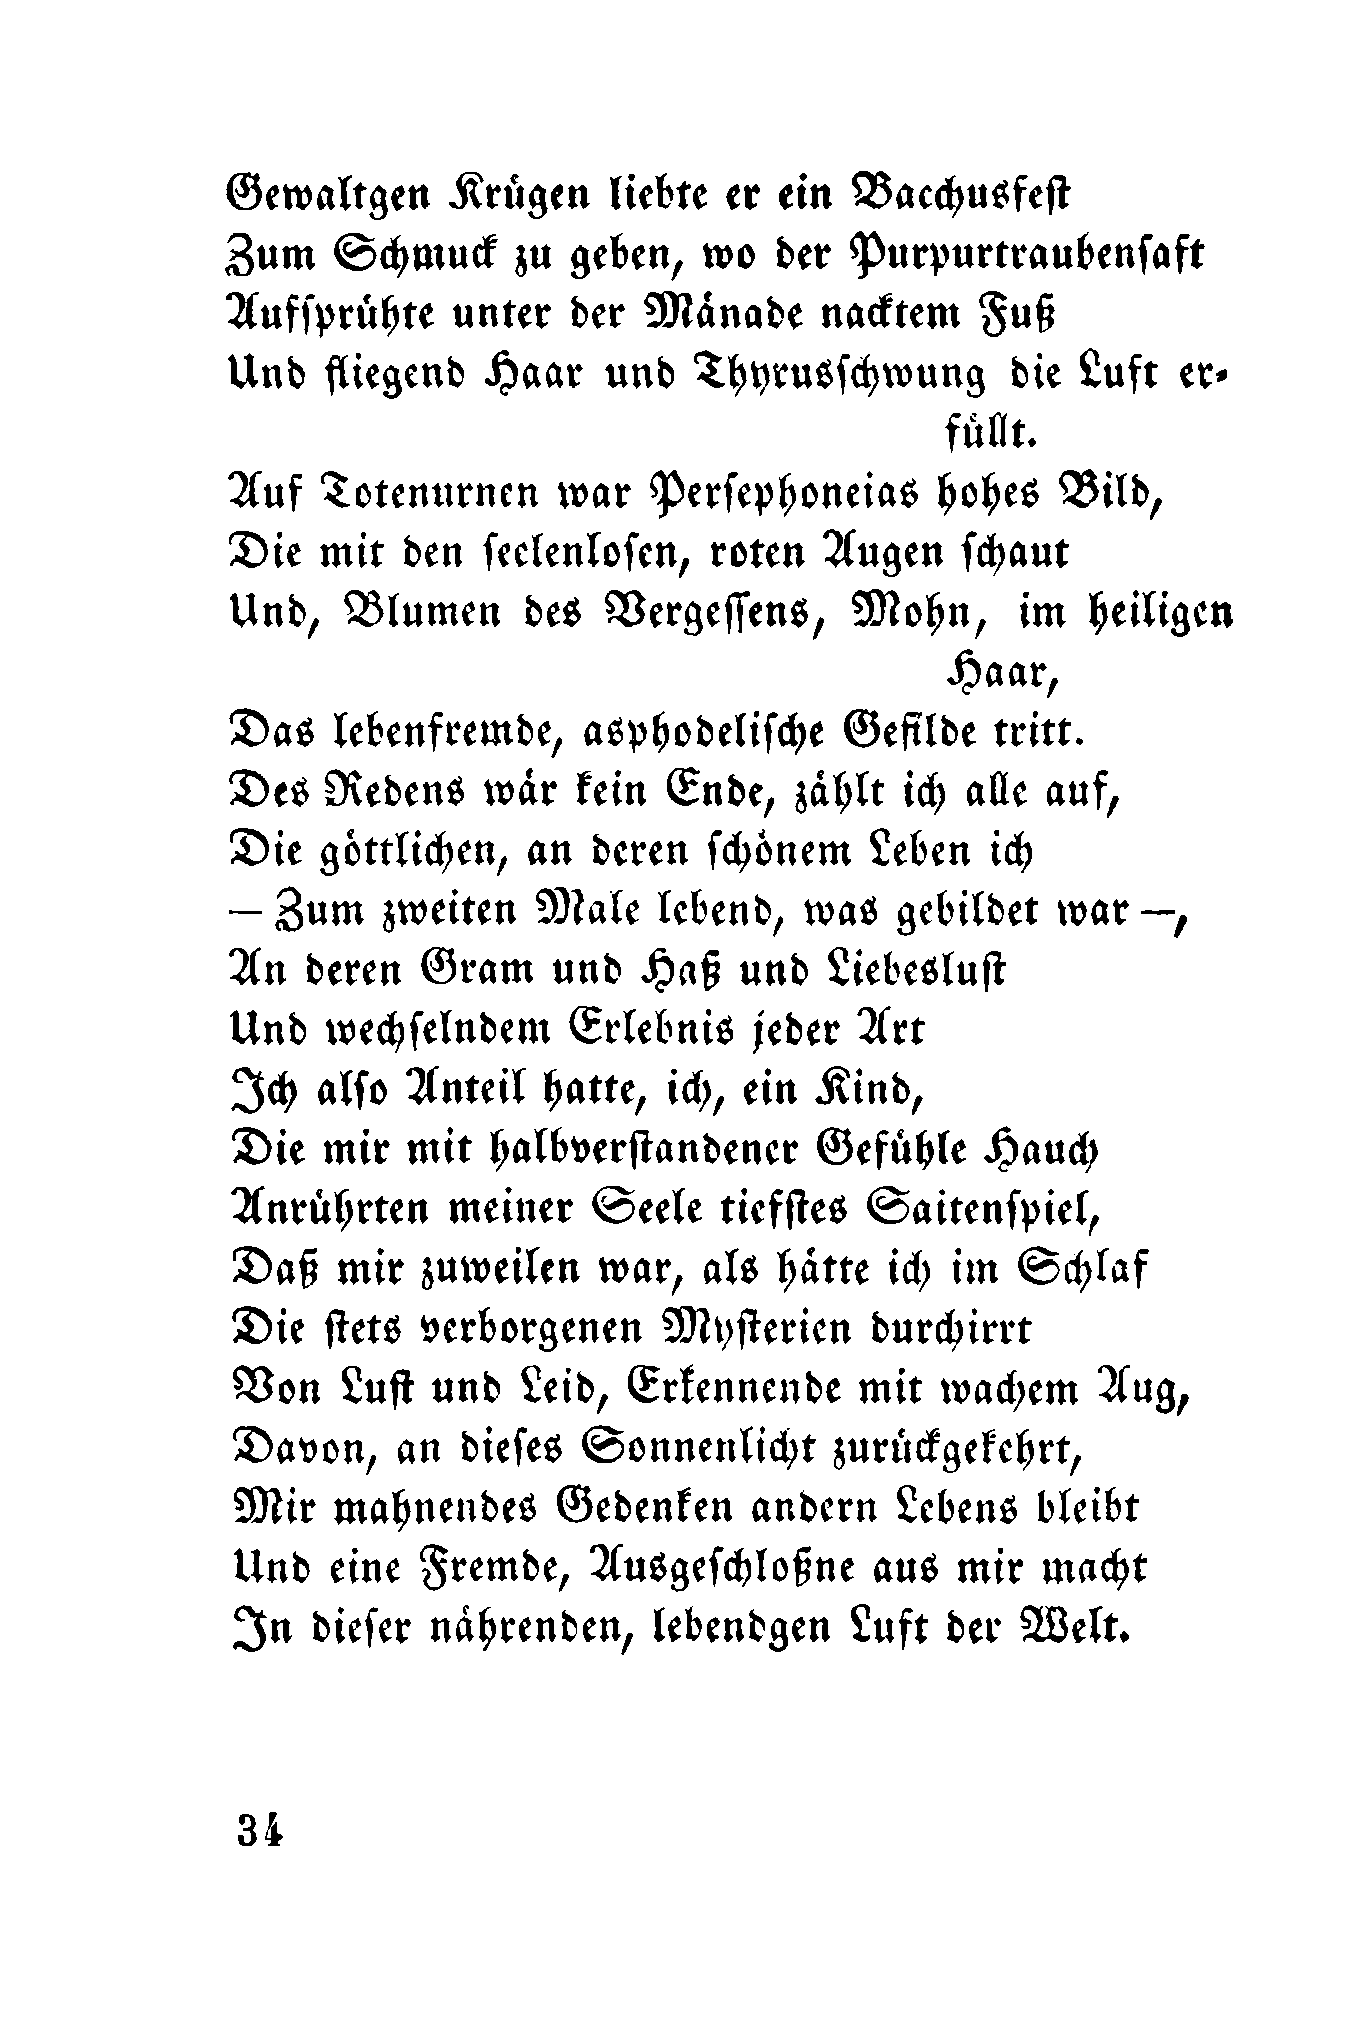 Gewaltgen Krügen liebte er ein Bacchusfest
Zum Schmuck zu geben, wo der Purpurtraubensaft
Aufsprühte unter der Mänade nacktem Fuß
Und fliegend Haar und Thyrusschwung die Luft er-
füllt.
Auf Totenurnen war Persephoneias hohes Bild,
Die mit den seelenlosen, roten Augen schaut
Und, Blumen des Vergessens, Mohn, im heiligen
Haar,
Das lebenfremde, asphodelische Gefilde tritt.
Des Redens wär kein Ende, zählt ich alle auf,
Die göttlichen, an deren schönem Leben ich
— Zum zweiten Male lebend, was gebildet war —,
An deren Gram und Haß und Liebeslust
Und wechselndem Erlebnis jeder Art
Ich also Anteil hatte, ich, ein Kind,
Die mir mit halbverstandener Gefühle Hauch
Anrührten meiner Seele tiefstes Saitenspiel,
Daß mir zuweilen war, als hätte ich im Schlaf
Die stets verborgenen Mysterien durchirrt
Von Lust und Leid, Erkennende mit wachem Aug,
Davon, an dieses Sonnenlicht zurückgekehrt,
Mir mahnendes Gedenken andern Lebens bleibt
Und eine Fremde, Ausgeschloßne aus mir macht
In dieser nährenden, lebendgen Luft der Welt.
34